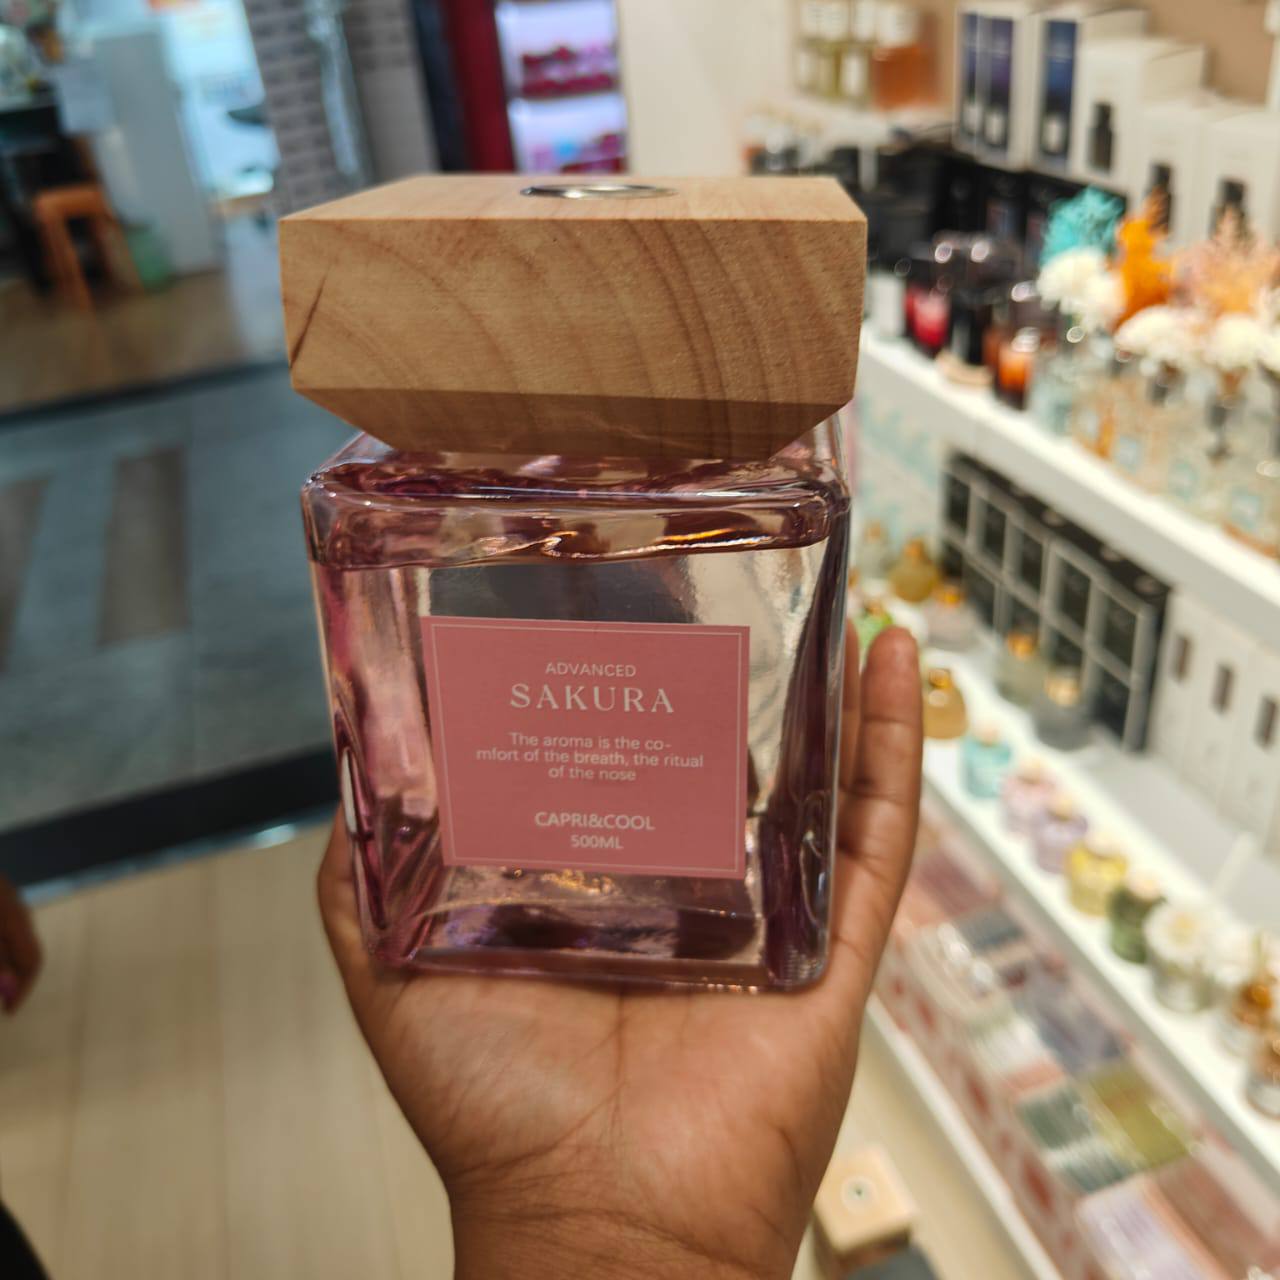 ADVANCED
SAKURA
The aroma is the co-
mfort of the breath, the ritual
of the nose
CAPRI&COOL
500ML